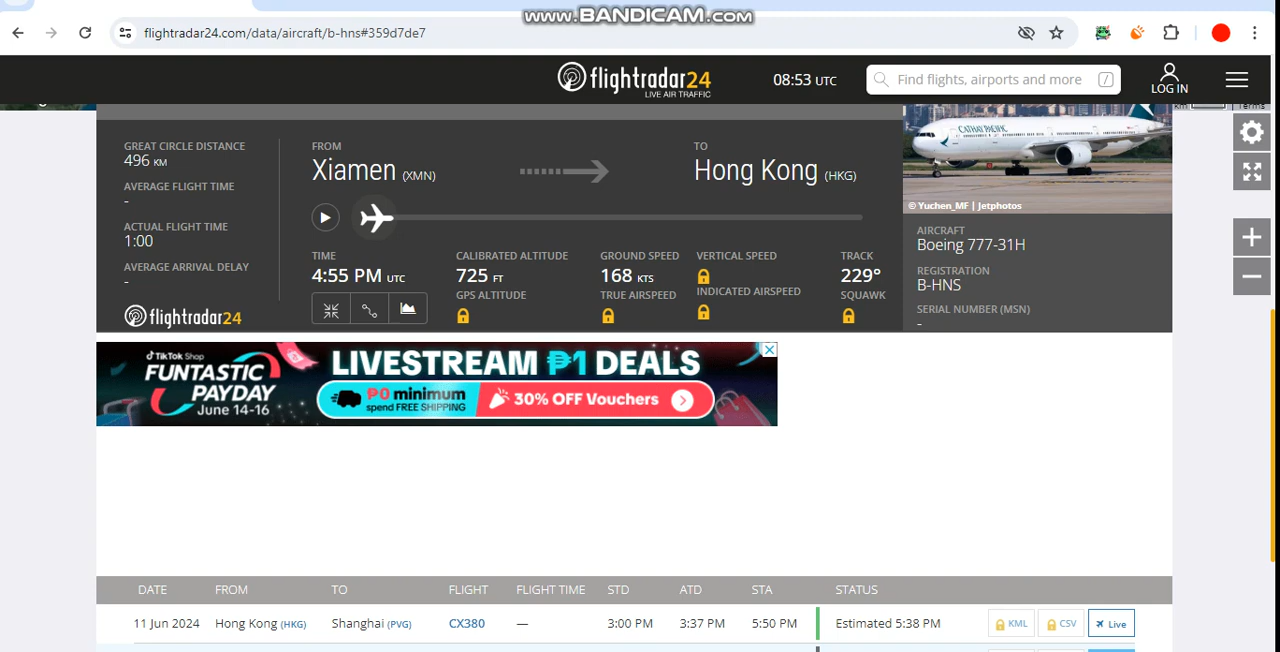 www.BANDICAM.com
flightradar24.com/data/aircraft/b-hns#359d7de7
flightradar24
LIVE AIR TRAFFIC
08:53 UTC
Find flights, airports and more /
LOG IN
GREAT CIRCLE DISTANCE
496 KM
AVERAGE FLIGHT TIME
-
ACTUAL FLIGHT TIME
1:00
AVERAGE ARRIVAL DELAY
-
flightradar24
FROM
Xiamen (XMN)
TO
Hong Kong (HKG)
TIME
4:55 PM UTC
CALIBRATED ALTITUDE
725 FT
GPS ALTITUDE
GROUND SPEED
168 KTS
TRUE AIRSPEED
VERTICAL SPEED
INDICATED AIRSPEED
TRACK
229°
SQUAWK
CATHAY PACIFIC
© Yuchen_MF | Jetphotos
AIRCRAFT
Boeing 777-31H
REGISTRATION
B-HNS
SERIAL NUMBER (MSN)
-
TikTok Shop
FUNTASTIC
PAYDAY
June 14-16
LIVESTREAM ₱1 DEALS
₱0 minimum
spend FREE SHIPPING
30% OFF Vouchers
DATE FROM TO FLIGHT FLIGHT TIME STD ATD STA STATUS
11 Jun 2024 Hong Kong (HKG) Shanghai (PVG) CX380 — 3:00 PM 3:37 PM 5:50 PM Estimated 5:38 PM KML CSV Live